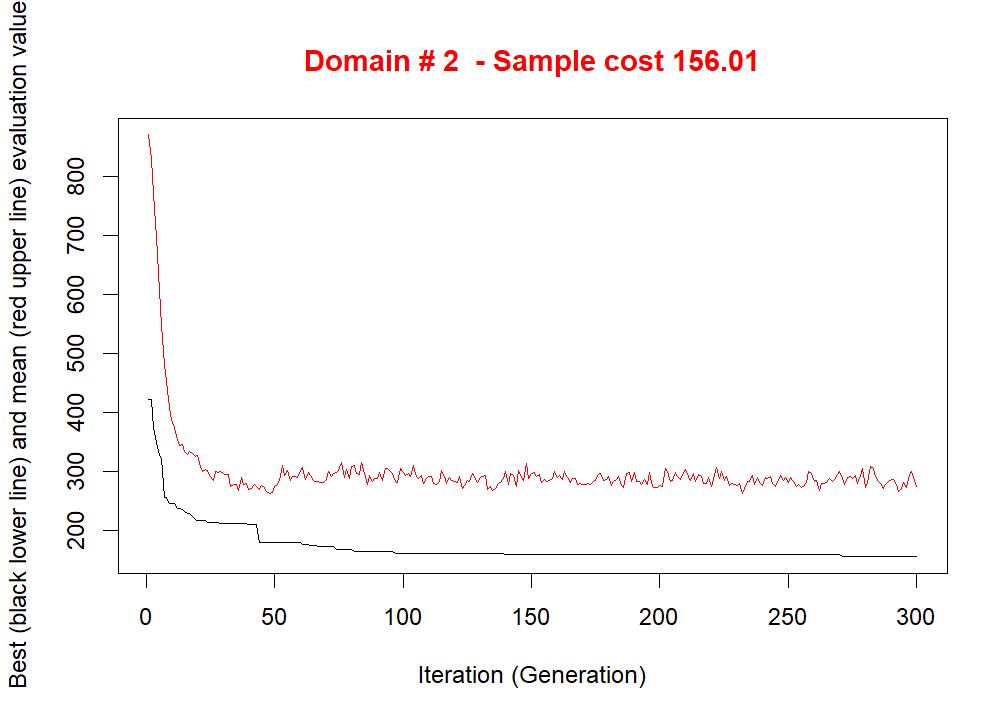 Domain # 2  - Sample cost 156.01
Best (black lower line) and mean (red upper line) evaluation value
800
700
600
500
400
300
200
0 50 100 150 200 250 300
Iteration (Generation)